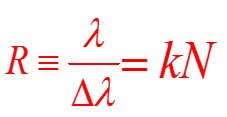 R ≡ λ/Δλ = kN